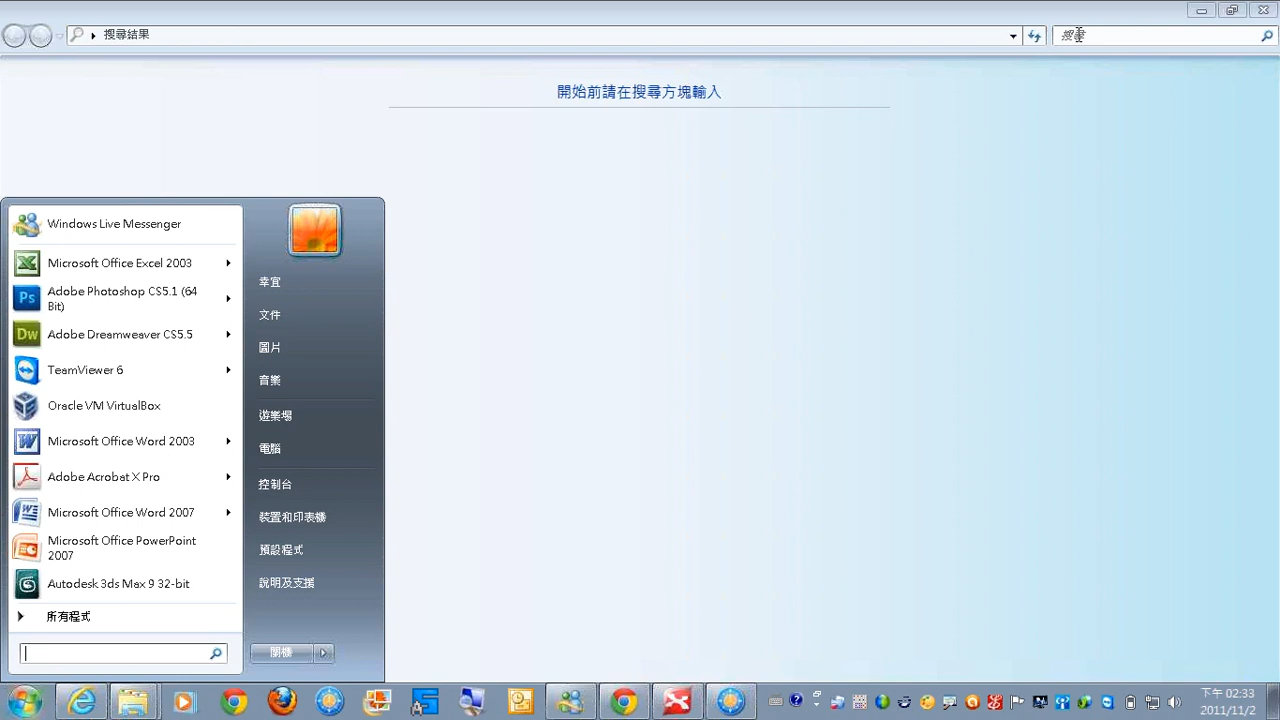 搜尋結果
搜尋
開始前請在搜尋方塊輸入
Windows Live Messenger
Microsoft Office Excel 2003
Adobe Photoshop CS5.1 (64
Bit)
Adobe Dreamweaver CS5.5
TeamViewer 6
Oracle VM VirtualBox
Microsoft Office Word 2003
Adobe Acrobat X Pro
Microsoft Office Word 2007
Microsoft Office PowerPoint
2007
Autodesk 3ds Max 9 32-bit
所有程式
幸宜
文件
圖片
音樂
遊樂場
電腦
控制台
裝置和印表機
預設程式
說明及支援
關機
下午 02:33
2011/11/2